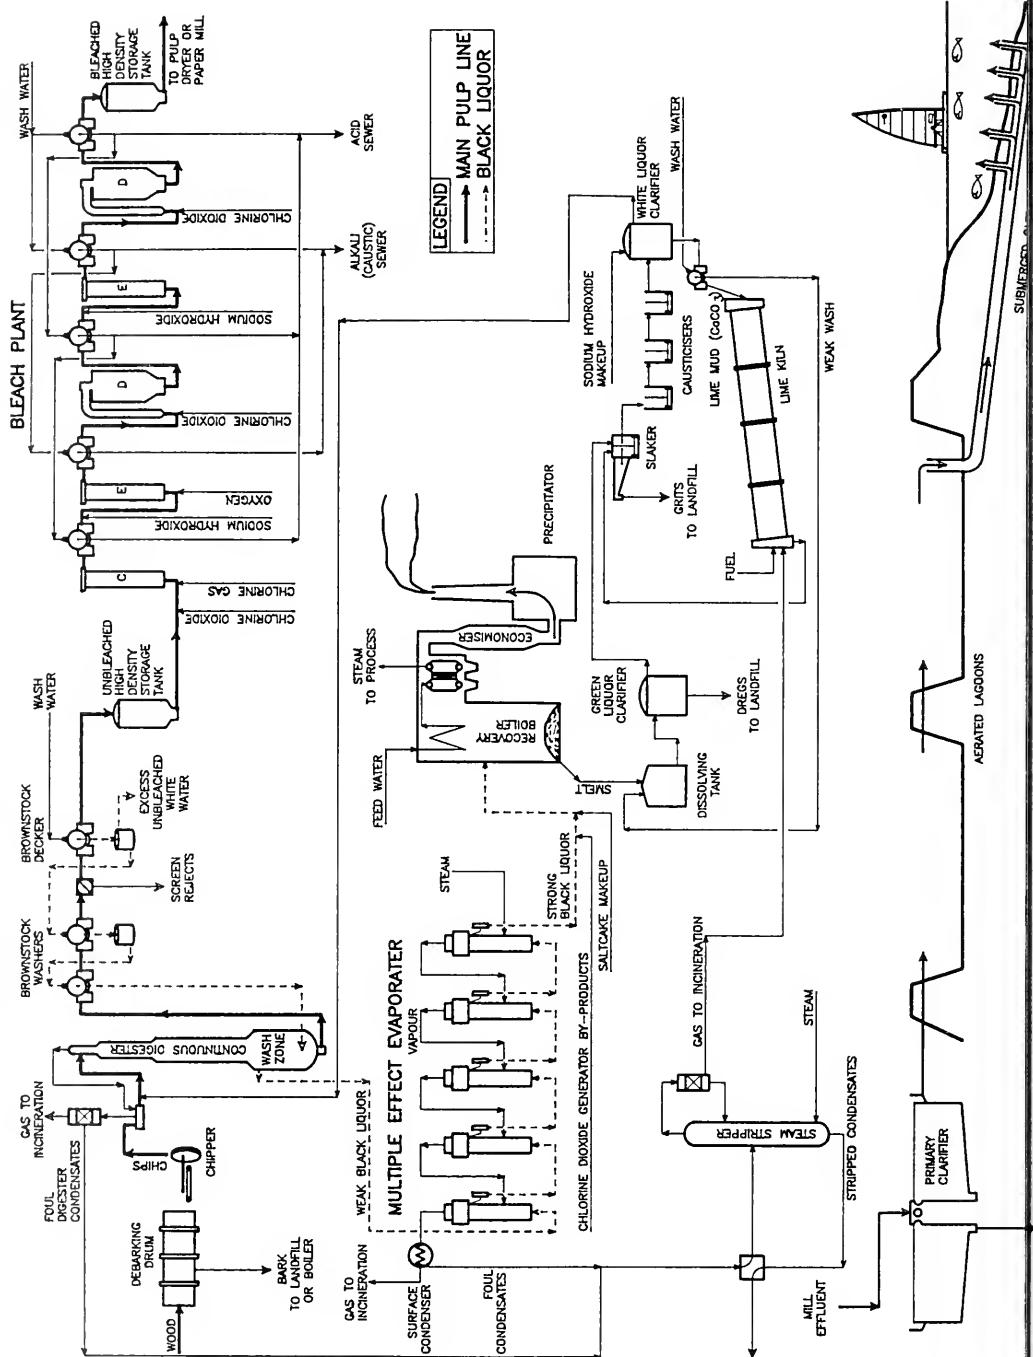 BLEACH PLANT
WASH WATER
BLEACHED
HIGH
DENSITY
STORAGE
TANK
TO PULP
DRYER OR
PAPER MILL
ACID
SEWER
ALKALI
(CAUSTIC)
SEWER
C
E
D
E
D
CHLORINE DIOXIDE
CHLORINE GAS
SODIUM HYDROXIDE
OXYGEN
CHLORINE DIOXIDE
SODIUM HYDROXIDE
CHLORINE DIOXIDE
LEGEND
MAIN PULP LINE
BLACK LIQUOR
WASH
WATER
UNBLEACHED
HIGH
DENSITY
STORAGE
TANK
BROWNSTOCK
DECKER
EXCESS
UNBLEACHED
WHITE
WATER
SCREEN
REJECTS
BROWNSTOCK
WASHERS
CONTINUOUS DIGESTER
WASH
ZONE
GAS TO
INCINERATION
FOUL
DIGESTER
CONDENSATES
CHIPS
CHIPPER
DEBARKING
DRUM
WOOD
BARK
TO LANDFILL
OR BOILER
WEAK BLACK LIQUOR
MULTIPLE EFFECT EVAPORATER
VAPOUR
STEAM
GAS TO
INCINERATION
SURFACE
CONDENSER
FOUL
CONDENSATES
STRONG
BLACK LIQUOR
CHLORINE DIOXIDE GENERATOR BY-PRODUCTS
SALTCAKE MAKEUP
FEED WATER
STEAM
TO PROCESS
RECOVERY
BOILER
ECONOMISER
PRECIPITATOR
SMELT
DISSOLVING
TANK
GREEN
LIQUOR
CLARIFIER
DREGS
TO LANDFILL
SODIUM HYDROXIDE
MAKEUP
WHITE LIQUOR
CLARIFIER
WASH WATER
CAUSTICISERS
SLAKER
GRITS
TO LANDFILL
LIME MUD (CaCO3)
LIME KILN
FUEL
WEAK WASH
GAS TO INCINERATION
STEAM STRIPPER
STEAM
STRIPPED CONDENSATES
MILL
EFFLUENT
PRIMARY
CLARIFIER
AERATED LAGOONS
SUBMERGED